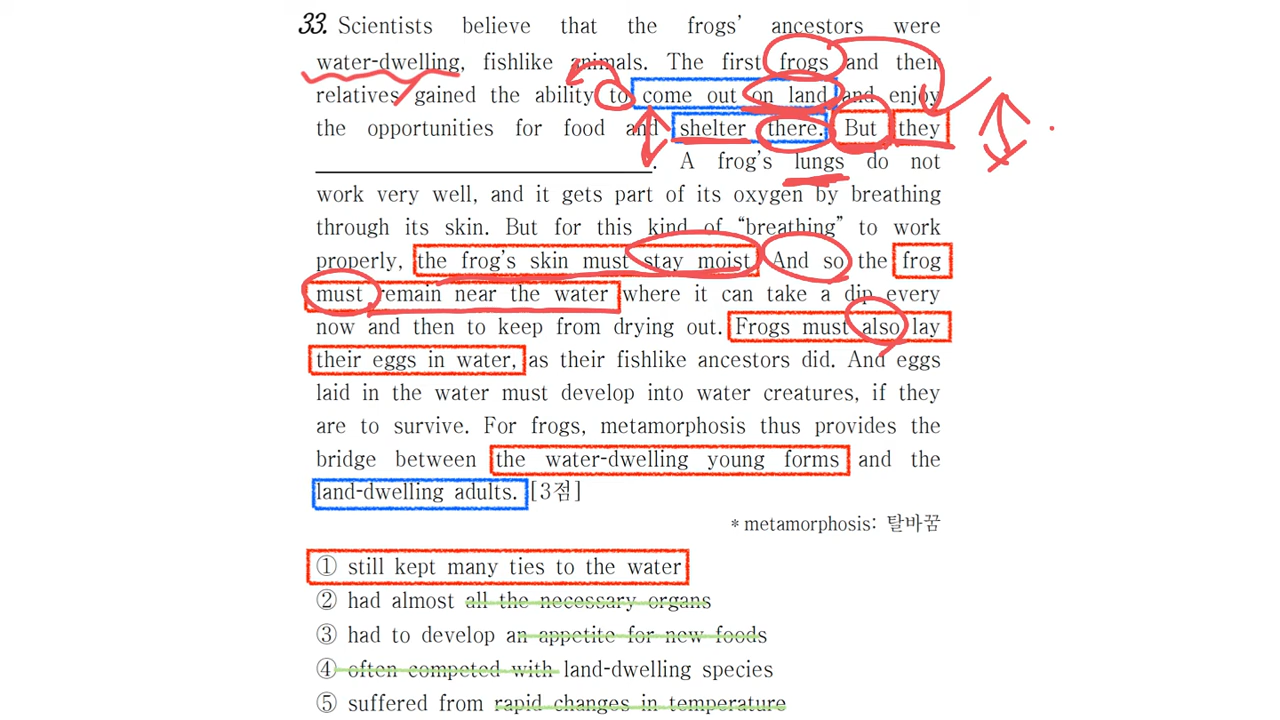 33. Scientists believe that the frogs' ancestors were
water-dwelling, fishlike animals. The first frogs and their
relatives gained the ability to come out on land and enjoy
the opportunities for food and shelter there. But they
____________________. A frog's lungs do not
work very well, and it gets part of its oxygen by breathing
through its skin. But for this kind of “breathing” to work
properly, the frog's skin must stay moist. And so the frog
must remain near the water where it can take a dip every
now and then to keep from drying out. Frogs must also lay
their eggs in water, as their fishlike ancestors did. And eggs
laid in the water must develop into water creatures, if they
are to survive. For frogs, metamorphosis thus provides the
bridge between the water-dwelling young forms and the
land-dwelling adults. [3점]
* metamorphosis: 탈바꿈
① still kept many ties to the water
② had almost all the necessary organs
③ had to develop an appetite for new foods
④ often competed with land-dwelling species
⑤ suffered from rapid changes in temperature